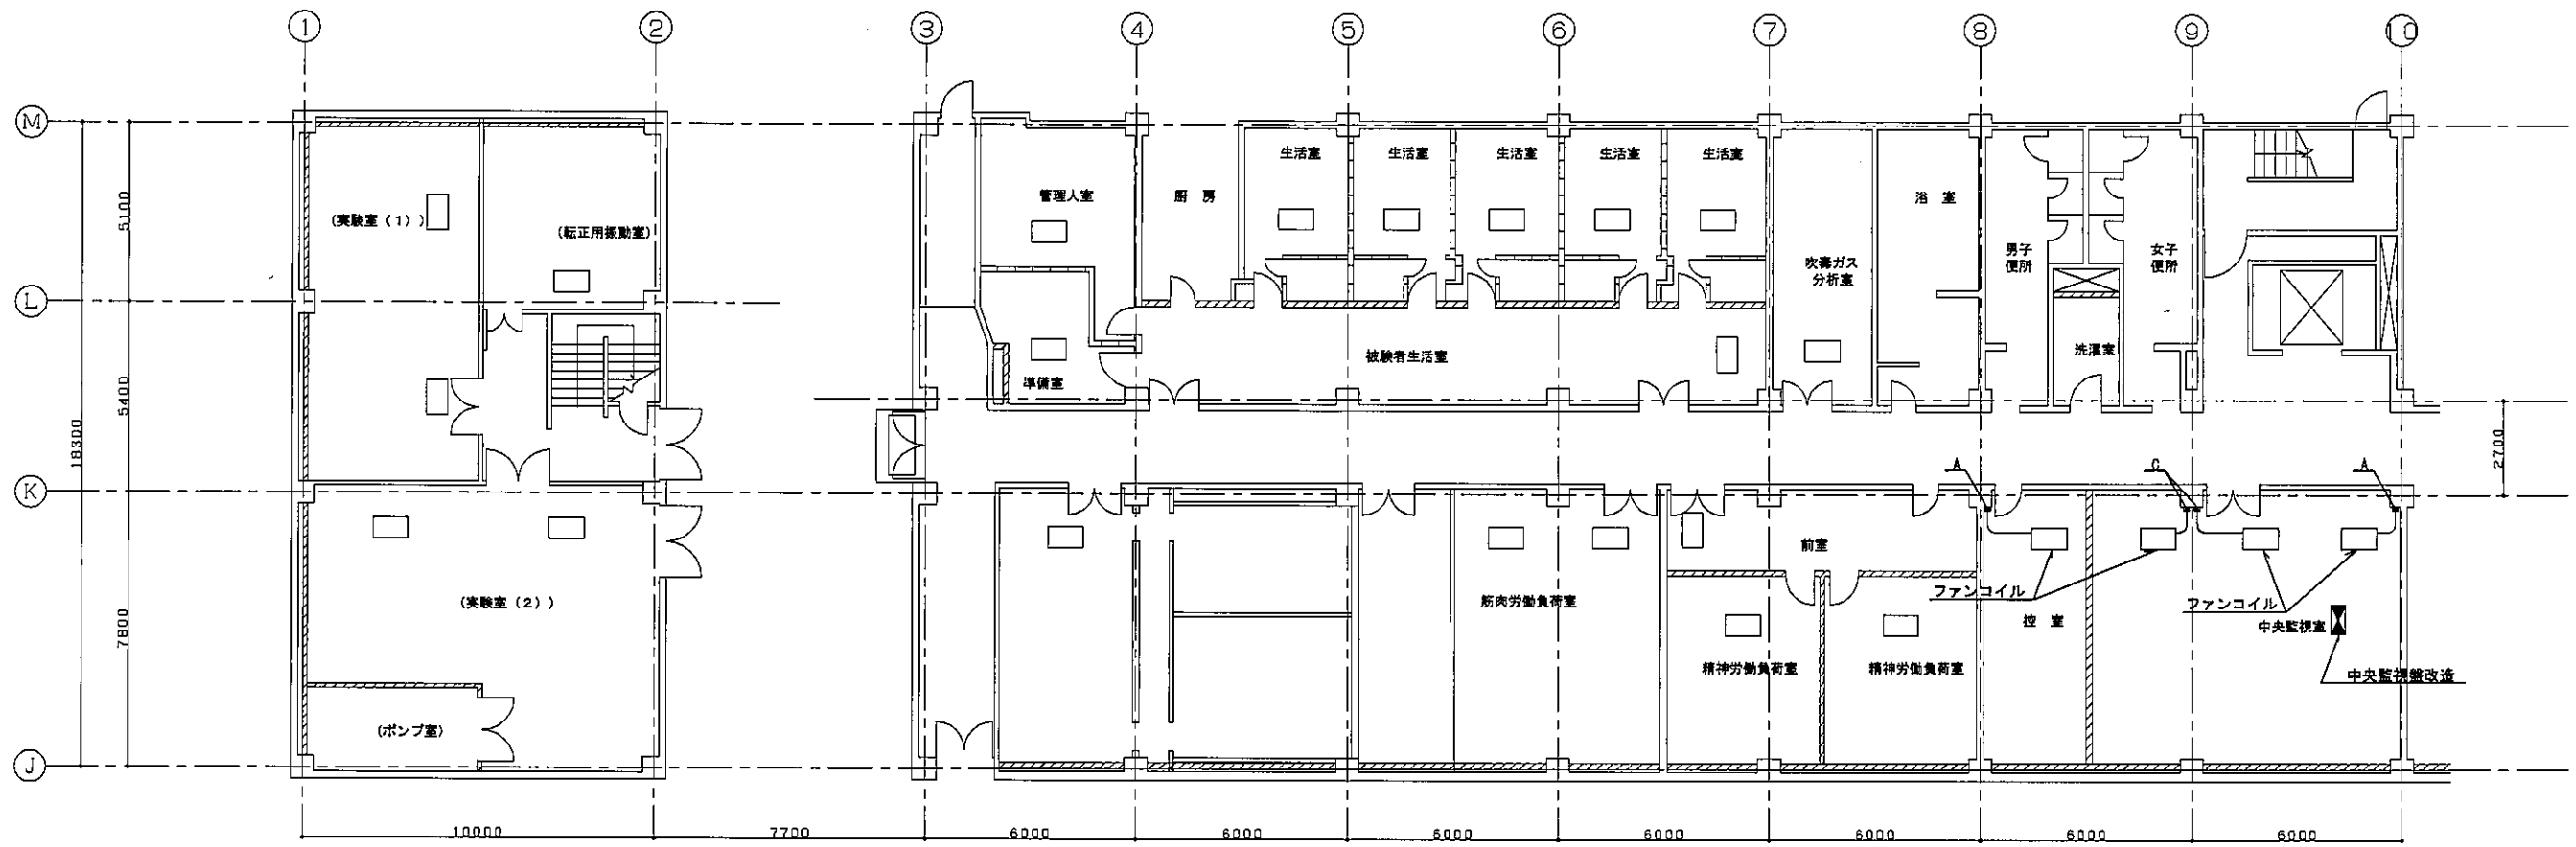 1 2 3 4 5 6 7 8 9 10
M
L
K
J
5100
5400
18300
7800
2700
(実験室(1))
(転正用振動室)
管理人室
厨 房
生活室
生活室
生活室
生活室
生活室
吹毒ガス
分析室
浴 室
男子
便所
女子
便所
洗濯室
準備室
被験者生活室
A
C
A
(実験室(2))
(ポンプ室)
筋肉労働負荷室
前室
精神労働負荷室
精神労働負荷室
ファンコイル
控 室
ファンコイル
中央監視室
中央監視盤改造
10000 7700 6000 6000 6000 6000 6000 6000 6000